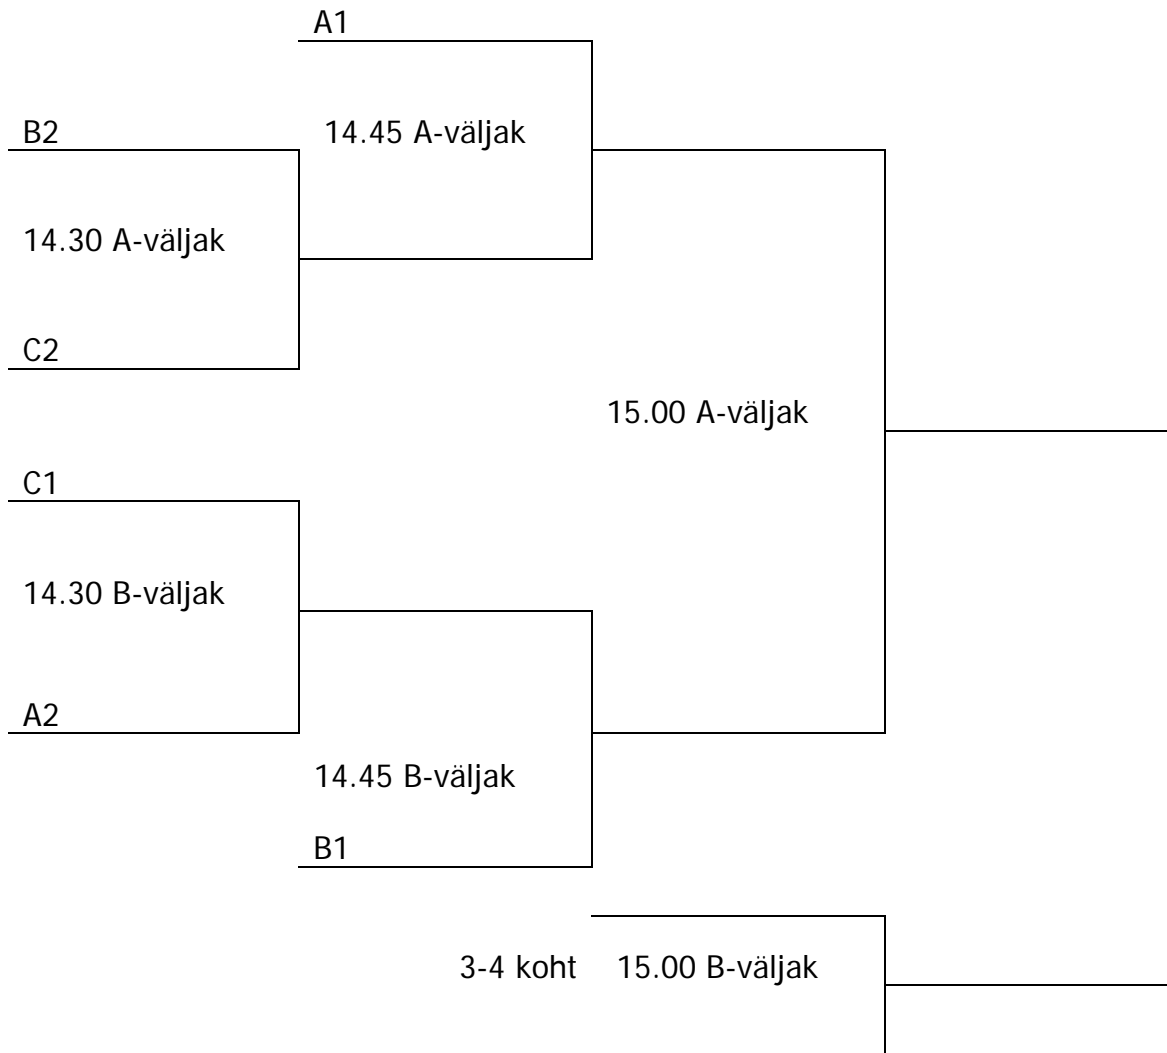 A1
B2
14.45 A-väljak
14.30 A-väljak
C2
15.00 A-väljak
C1
14.30 B-väljak
A2
14.45 B-väljak
B1
3-4 koht 15.00 B-väljak